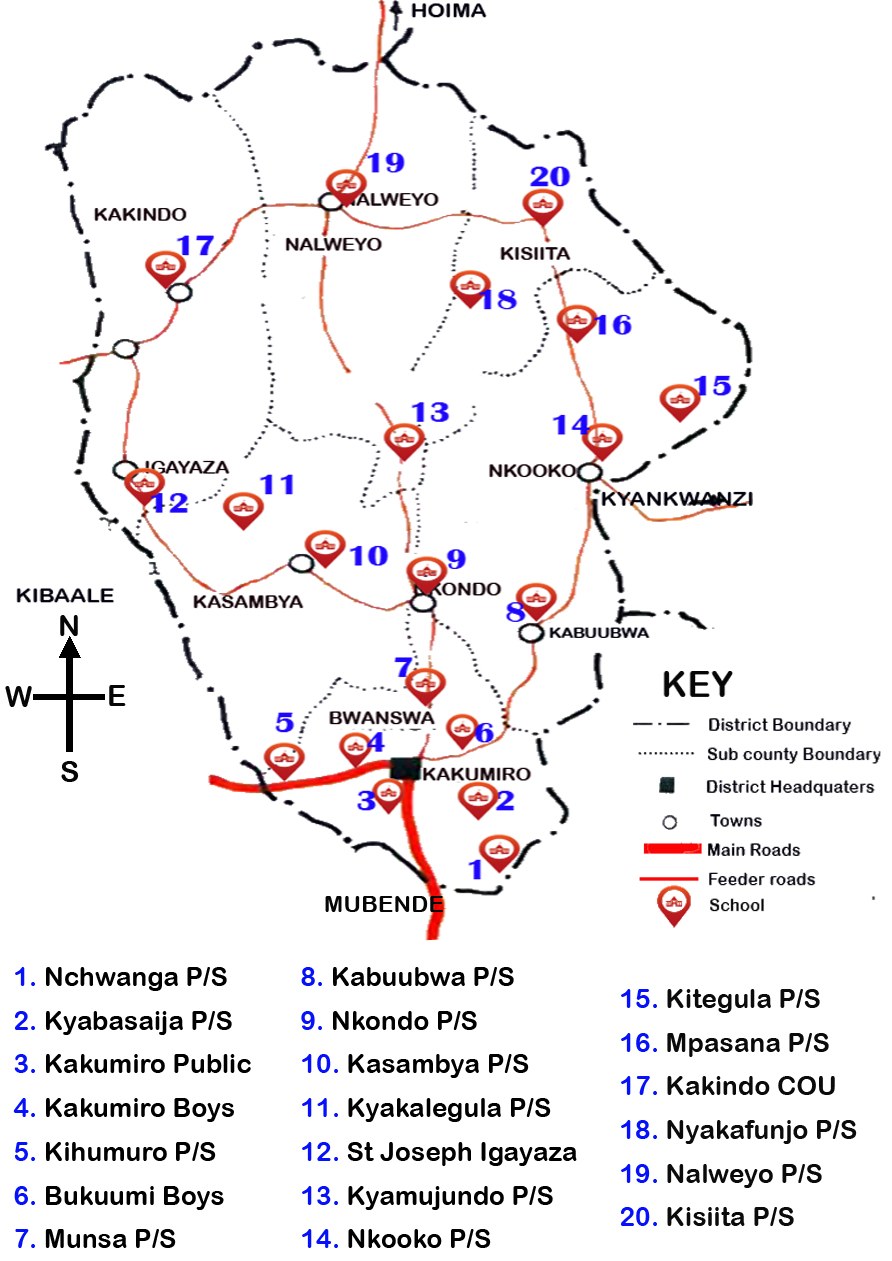 HOIMA
19
20
NALWEYO
KAKINDO
17
NALWEYO
KISIITA
18
16
15
13
14
IGAYAZA
NKOOKO
12
11
KYANKWANZI
10
9
KIBAALE
KASAMBYA
NKONDO
8
KABUUBWA
N
W E
S
7
KEY
5
BWANSWA
6
4
District Boundary
Sub county Boundary
KAKUMIRO
District Headquaters
3
2
Towns
Main Roads
1
Feeder roads
MUBENDE
School
1. Nchwanga P/S
2. Kyabasaija P/S
3. Kakumiro Public
4. Kakumiro Boys
5. Kihumuro P/S
6. Bukuumi Boys
7. Munsa P/S
8. Kabuubwa P/S
9. Nkondo P/S
10. Kasambya P/S
11. Kyakalegula P/S
12. St Joseph Igayaza
13. Kyamujundo P/S
14. Nkooko P/S
15. Kitegula P/S
16. Mpasana P/S
17. Kakindo COU
18. Nyakafunjo P/S
19. Nalweyo P/S
20. Kisiita P/S